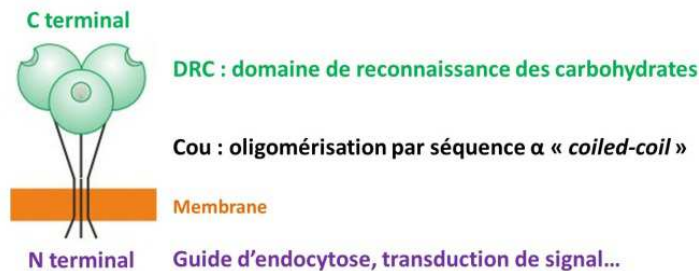 C terminal
DRC : domaine de reconnaissance des carbohydrates
Cou : oligomérisation par séquence α « coiled-coil »
Membrane
N terminal Guide d’endocytose, transduction de signal…